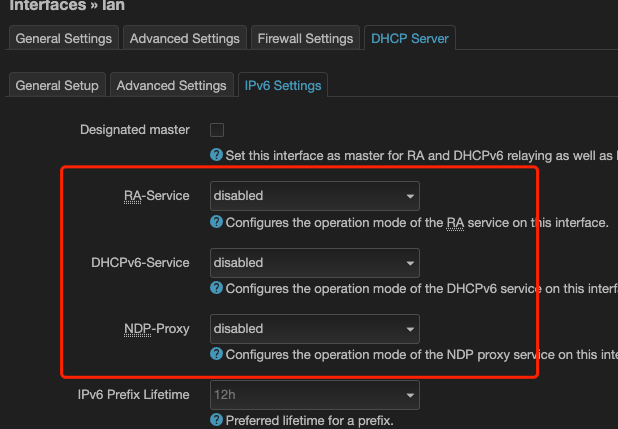 Interfaces » lan
General Settings
Advanced Settings
Firewall Settings
DHCP Server
General Setup
Advanced Settings
IPv6 Settings
Designated master
Set this interface as master for RA and DHCPv6 relaying as well as
RA-Service
disabled
Configures the operation mode of the RA service on this interface.
DHCPv6-Service
disabled
Configures the operation mode of the DHCPv6 service on this interf
NDP-Proxy
disabled
Configures the operation mode of the NDP proxy service on this inte
IPv6 Prefix Lifetime
12h
Preferred lifetime for a prefix.